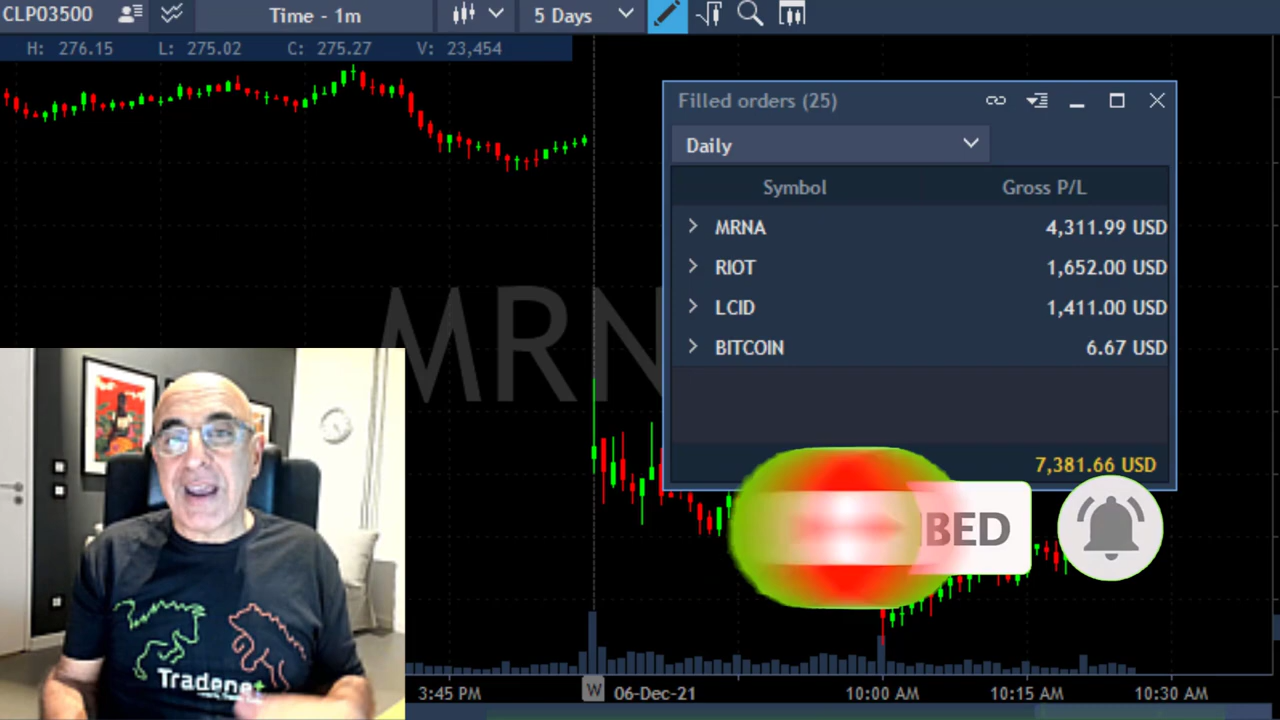 CLP03500 Time - 1m 5 Days
H: 276.15 L: 275.02 C: 275.27 V: 23,454
Filled orders (25)
Daily
Symbol Gross P/L
MRNA 4,311.99 USD
RIOT 1,652.00 USD
LCID 1,411.00 USD
BITCOIN 6.67 USD
7,381.66 USD
MRN
BED
Tradenet
3:45 PM W 06-Dec-21 10:00 AM 10:15 AM 10:30 AM